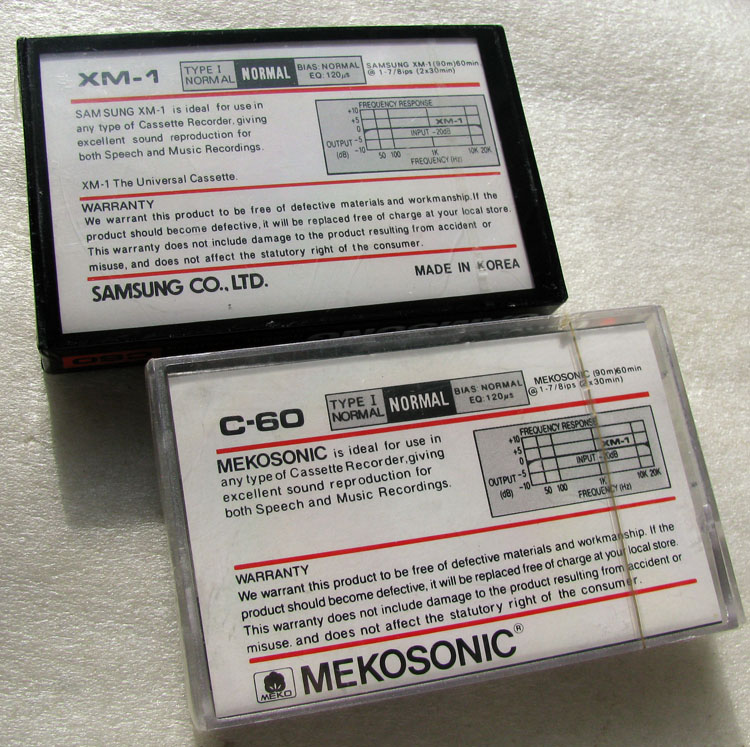 XM-1
TYPE I
NORMAL
NORMAL
BIAS: NORMAL
EQ: 120μs
SAMSUNG XM-1(90m)60min
@ 1-7/8ips (2x30min)
SAMSUNG XM-1 is ideal for use in
any type of Cassette Recorder, giving
excellent sound reproduction for
both Speech and Music Recordings.
XM-1 The Universal Cassette.
FREQUENCY RESPONSE
+10
+5
0
OUTPUT -5
(dB) -10
XM-1
INPUT -20dB
50 100 1K 10K 20K
FREQUENCY(Hz)
WARRANTY
We warrant this product to be free of defective materials and workmanship. If the
product should become defective, it will be replaced free of charge at your local store.
This warranty does not include damage to the product resulting from accident or
misuse, and does not affect the statutory right of the consumer.
SAMSUNG CO., LTD.
MADE IN KOREA
C60
C-60
TYPE I
NORMAL
NORMAL
BIAS: NORMAL
EQ: 120μs
MEKOSONIC (90m)60min
@ 1-7/8ips (2x30min)
MEKOSONIC is ideal for use in
any type of Cassette Recorder, giving
excellent sound reproduction for
both Speech and Music Recordings.
FREQUENCY RESPONSE
+10
+5
0
OUTPUT -5
(dB) -10
XM-1
INPUT -20dB
50 100 1K 10K 20K
FREQUENCY(Hz)
WARRANTY
We warrant this product to be free of defective materials and workmanship. If the
product should become defective, it will be replaced free of charge at your local store.
This warranty does not include damage to the product resulting from accident or
misuse. and does not affect the statutory right of the consumer.
MEKO
MEKOSONIC®